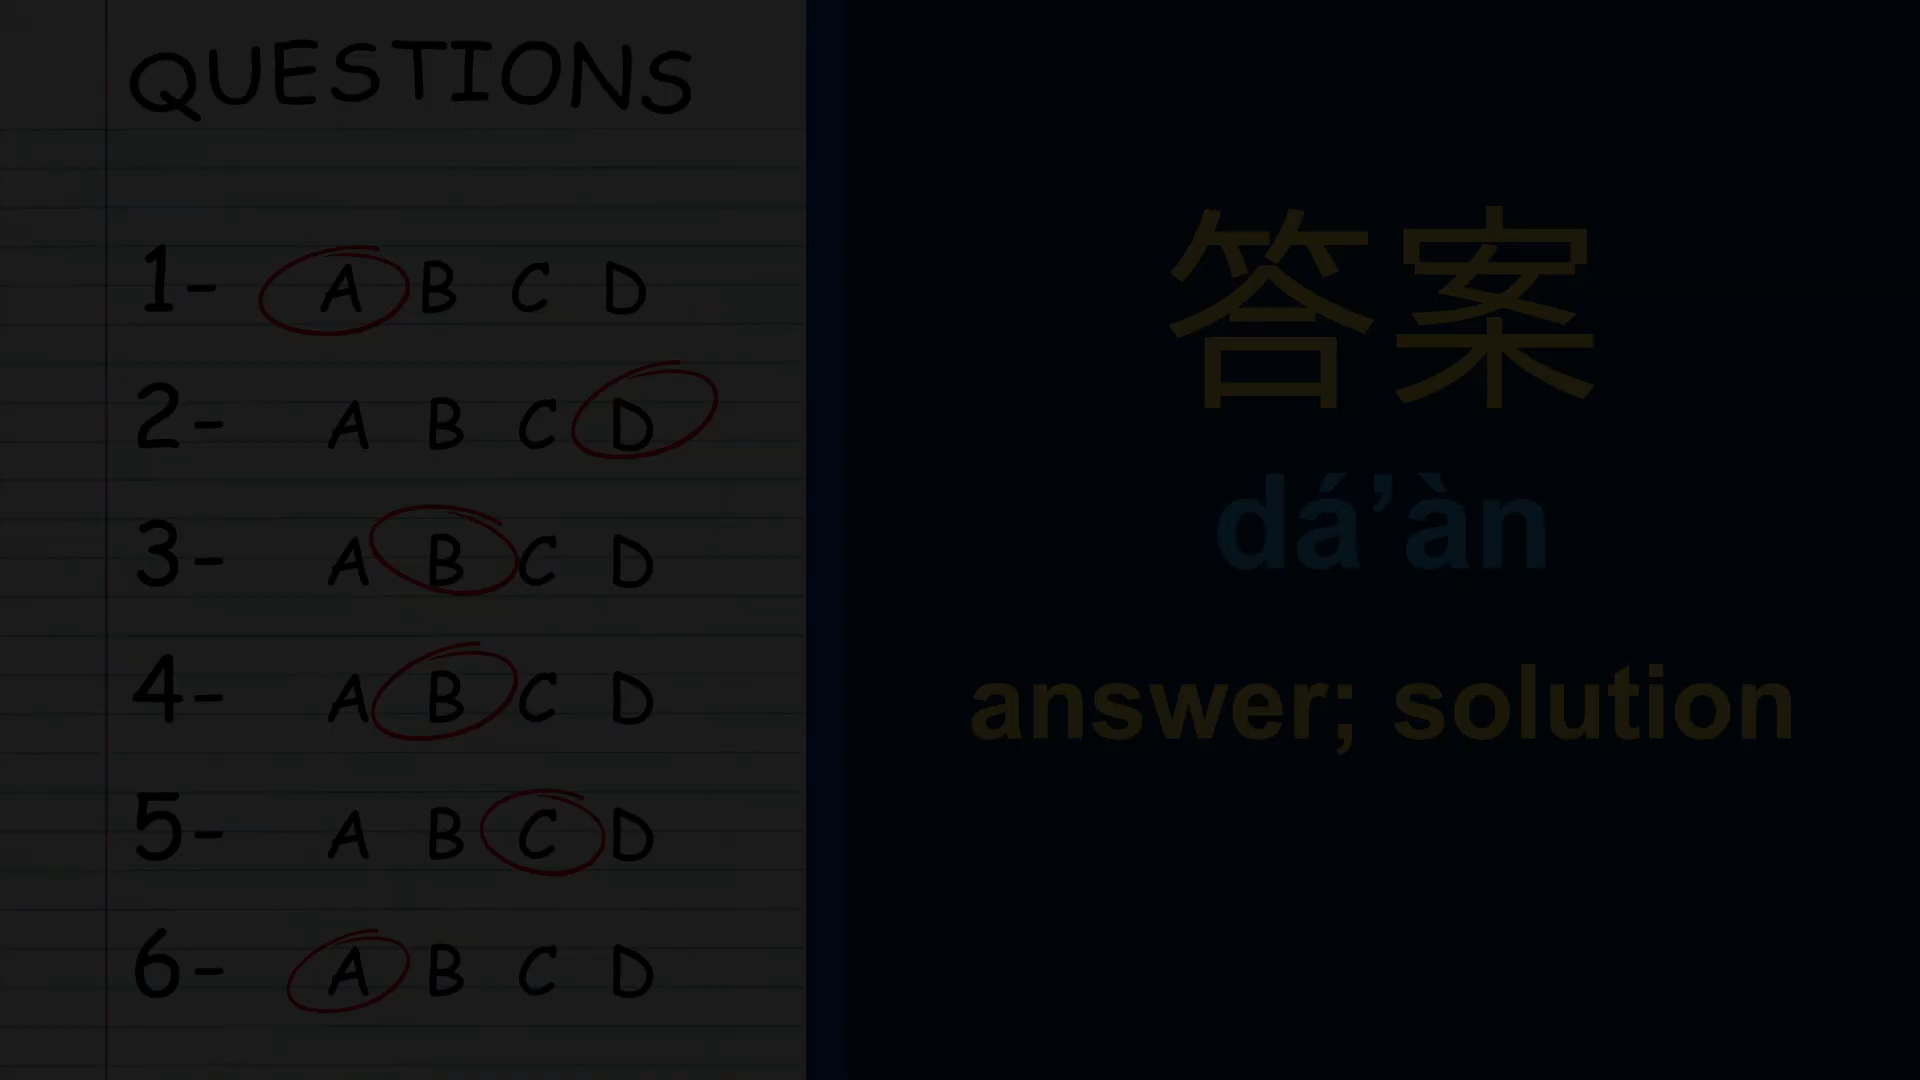 QUESTIONS
1- A B C D
2- A B C D
3- A B C D
4- A B C D
5- A B C D
6- A B C D
答案
dá’àn
answer; solution